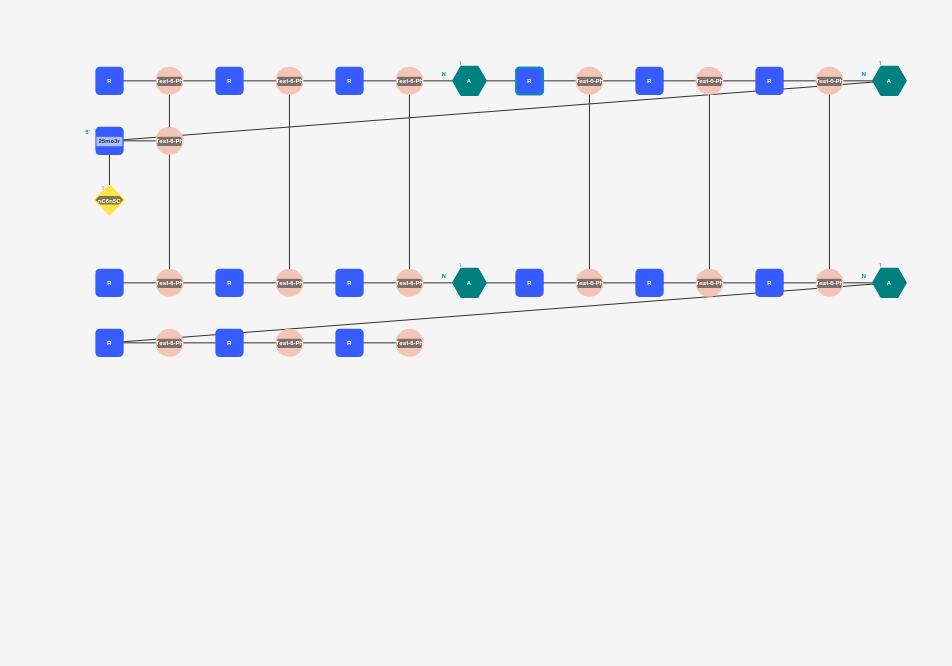 1 1
R Test-6-Ph R Test-6-Ph R Test-6-Ph N A R Test-6-Ph R Test-6-Ph R Test-6-Ph N A
5' 25mo3r Test-6-Ph
1
nC6n5C
1 1
R Test-6-Ph R Test-6-Ph R Test-6-Ph N A R Test-6-Ph R Test-6-Ph R Test-6-Ph N A
R Test-6-Ph R Test-6-Ph R Test-6-Ph